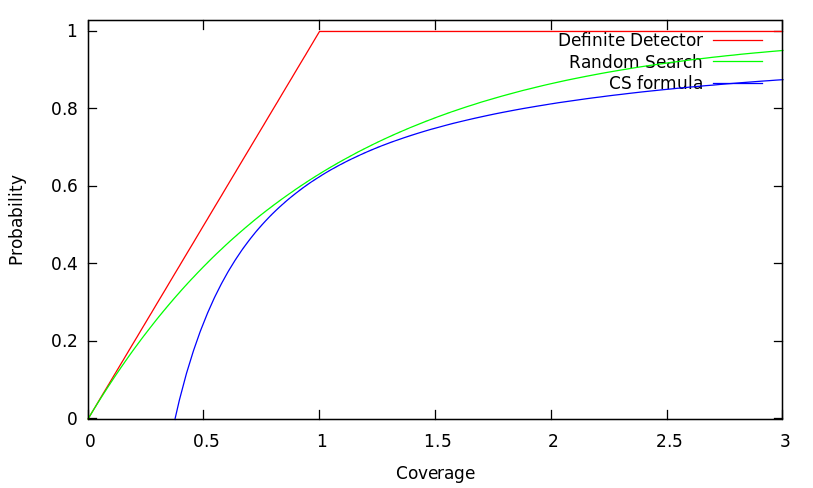 1
0.8
0.6
0.4
0.2
0
Probability
Definite Detector
Random Search
CS formula
0 0.5 1 1.5 2 2.5 3
Coverage